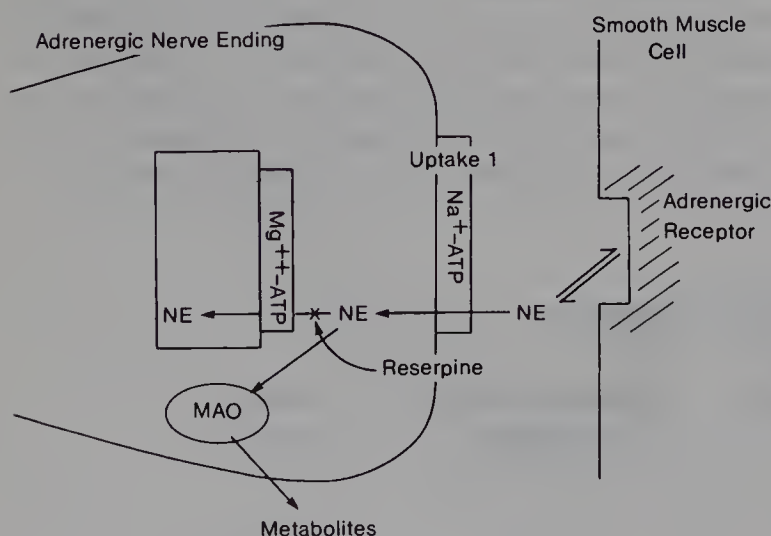 Adrenergic Nerve Ending
Smooth Muscle
Cell
Uptake 1
Na+-ATP
Mg++-ATP
Adrenergic
Receptor
NE
NE
NE
Reserpine
MAO
Metabolites